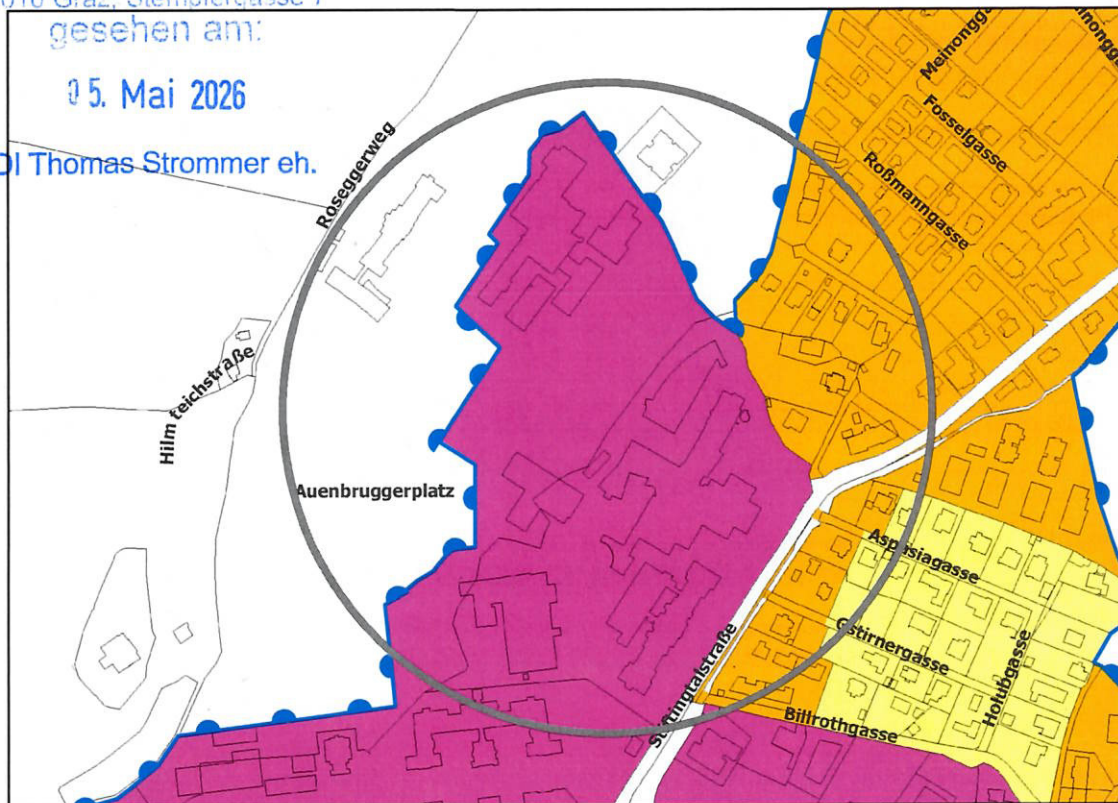 gesehen am:
05. Mai 2026
DI Thomas Strommer eh.
Meinongga
Fosselgasse
Roßmanngasse
Roseggerweg
Hilmteichstraße
Auenbruggerplatz
Aspasiagasse
Gstirnergasse
Holubgasse
Stiftingtalstraße
Billrothgasse